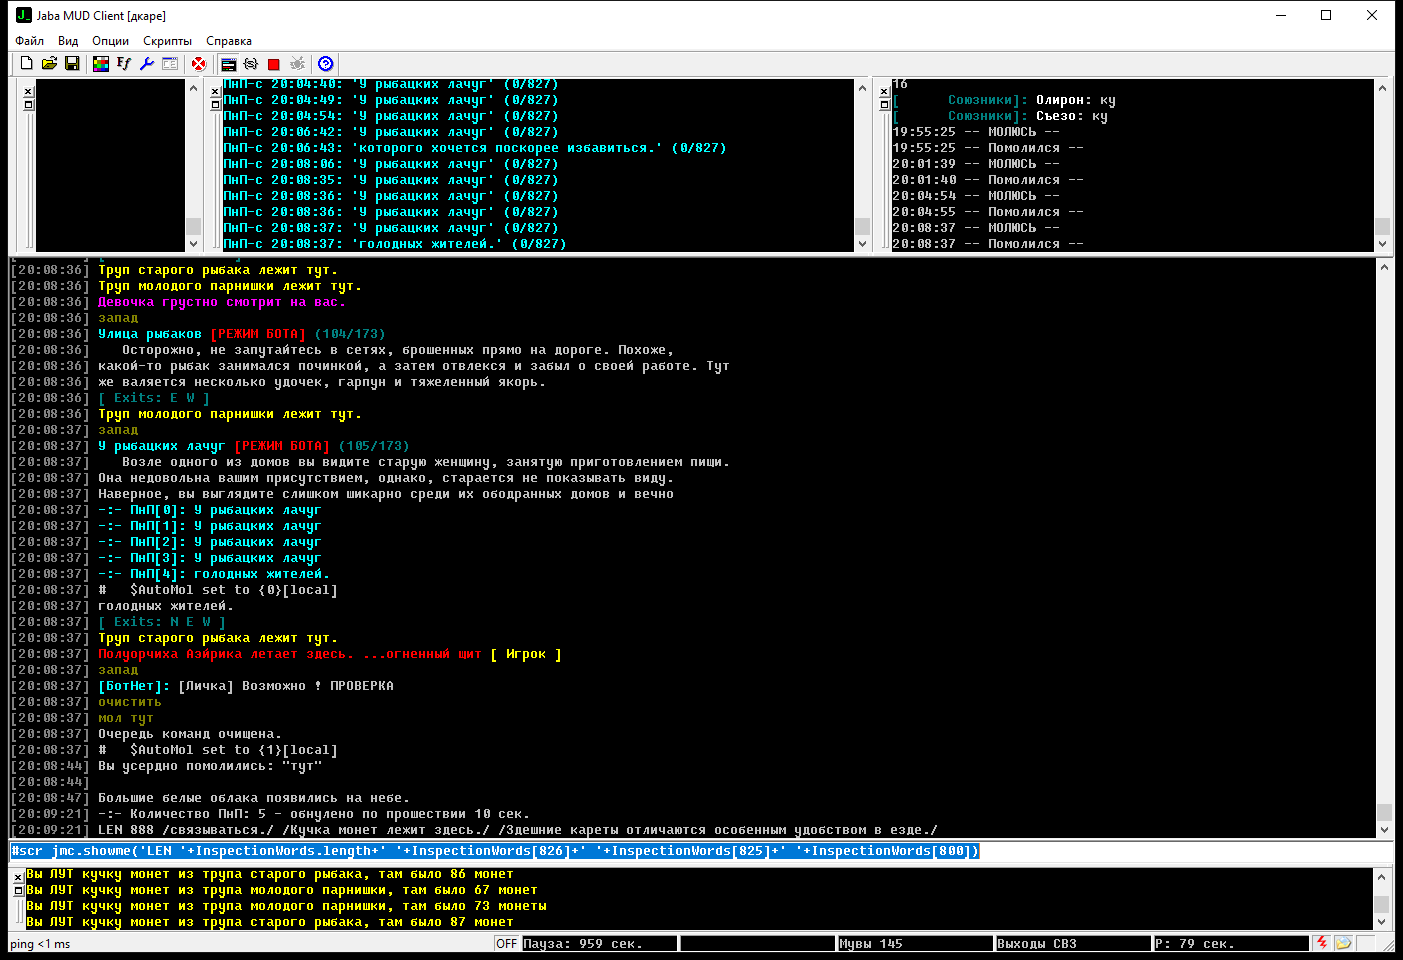 Jaba MUD Client [дкаре]
Файл Вид Опции Скрипты Справка
ПнП-с 20:04:40: 'У рыбацких лачуг' (0/827)
ПнП-с 20:04:49: 'У рыбацких лачуг' (0/827)
ПнП-с 20:04:54: 'У рыбацких лачуг' (0/827)
ПнП-с 20:06:42: 'У рыбацких лачуг' (0/827)
ПнП-с 20:06:43: 'которого хочется поскорее избавиться.' (0/827)
ПнП-с 20:08:06: 'У рыбацких лачуг' (0/827)
ПнП-с 20:08:35: 'У рыбацких лачуг' (0/827)
ПнП-с 20:08:36: 'У рыбацких лачуг' (0/827)
ПнП-с 20:08:36: 'У рыбацких лачуг' (0/827)
ПнП-с 20:08:37: 'У рыбацких лачуг' (0/827)
ПнП-с 20:08:37: 'голодных жителей.' (0/827)
16
[ Союзники]: Олирон: ку
[ Союзники]: Съезо: ку
19:55:25 -- МОЛЮСЬ --
19:55:25 -- Помолился --
20:01:39 -- МОЛЮСЬ --
20:01:40 -- Помолился --
20:04:54 -- МОЛЮСЬ --
20:04:55 -- Помолился --
20:08:37 -- МОЛЮСЬ --
20:08:37 -- Помолился --
[20:08:36] Труп старого рыбака лежит тут.
[20:08:36] Труп молодого парнишки лежит тут.
[20:08:36] Девочка грустно смотрит на вас.
[20:08:36] запад
[20:08:36] Улица рыбаков [РЕЖИМ БОТА] (104/173)
[20:08:36] Осторожно, не запутайтесь в сетях, брошенных прямо на дороге. Похоже,
[20:08:36] какой-то рыбак занимался починкой, а затем отвлекся и забыл о своей работе. Тут
[20:08:36] же валяется несколько удочек, гарпун и тяжеленный якорь.
[20:08:36] [ Exits: E W ]
[20:08:36] Труп молодого парнишки лежит тут.
[20:08:37] запад
[20:08:37] У рыбацких лачуг [РЕЖИМ БОТА] (105/173)
[20:08:37] Возле одного из домов вы видите старую женщину, занятую приготовлением пищи.
[20:08:37] Она недовольна вашим присутствием, однако, старается не показывать виду.
[20:08:37] Наверное, вы выглядите слишком шикарно среди их ободранных домов и вечно
[20:08:37] -:- ПнП[0]: У рыбацких лачуг
[20:08:37] -:- ПнП[1]: У рыбацких лачуг
[20:08:37] -:- ПнП[2]: У рыбацких лачуг
[20:08:37] -:- ПнП[3]: У рыбацких лачуг
[20:08:37] -:- ПнП[4]: голодных жителей.
[20:08:37] # $AutoMol set to {0}[local]
[20:08:37] голодных жителей.
[20:08:37] [ Exits: N E W ]
[20:08:37] Труп старого рыбака лежит тут.
[20:08:37] Полуорчиха Аэйрика летает здесь. ...огненный щит [ Игрок ]
[20:08:37] запад
[20:08:37] [БотНет]: [Личка] Возможно ! ПРОВЕРКА
[20:08:37] очистить
[20:08:37] мол тут
[20:08:37] Очередь команд очищена.
[20:08:37] # $AutoMol set to {1}[local]
[20:08:44] Вы усердно помолились: "тут"
[20:08:44]
[20:08:47] Большие белые облака появились на небе.
[20:09:21] -:- Количество ПнП: 5 - обнулено по прошествии 10 сек.
[20:09:21] LEN 888 /связываться./ /Кучка монет лежит здесь./ /Здешние кареты отличаются особенным удобством в езде./
#scr jmc.showme('LEN '+InspectionWords.length+' '+InspectionWords[826]+' '+InspectionWords[825]+' '+InspectionWords[800])
Вы ЛУТ кучку монет из трупа старого рыбака, там было 86 монет
Вы ЛУТ кучку монет из трупа молодого парнишки, там было 67 монет
Вы ЛУТ кучку монет из трупа молодого парнишки, там было 73 монеты
Вы ЛУТ кучку монет из трупа старого рыбака, там было 87 монет
ping <1 ms OFF Пауза: 959 сек. Мувы 145 Выходы СВЗ Р: 79 сек.